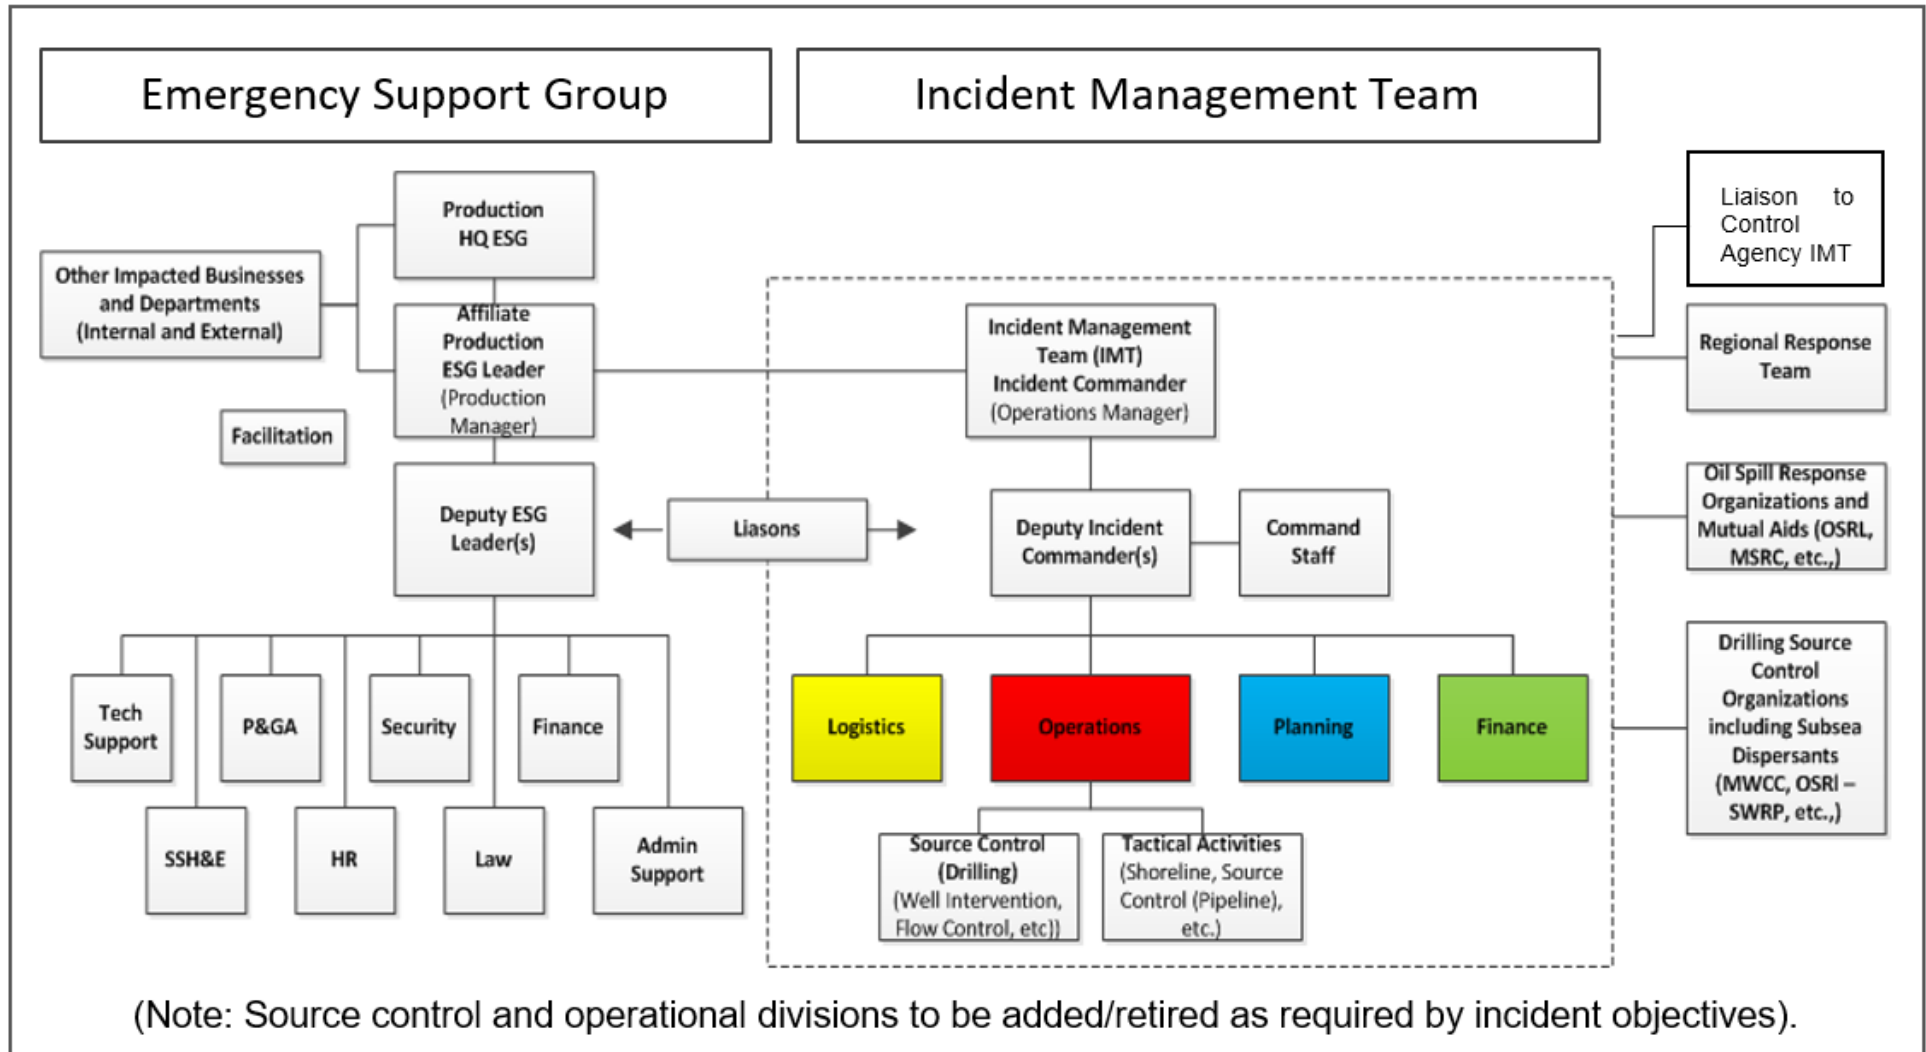 Emergency Support Group
Incident Management Team
Production
HQ ESG
Other Impacted Businesses
and Departments
(Internal and External)
Affiliate
Production
ESG Leader
(Production
Manager)
Facilitation
Deputy ESG
Leader(s)
Liasons
Tech
Support
P&GA
Security
Finance
SSH&E
HR
Law
Admin
Support
Incident Management
Team (IMT)
Incident Commander
(Operations Manager)
Deputy Incident
Commander(s)
Command
Staff
Logistics
Operations
Planning
Finance
Source Control
(Drilling)
(Well Intervention,
Flow Control, etc))
Tactical Activities
(Shoreline, Source
Control (Pipeline),
etc.)
Liaison to
Control
Agency IMT
Regional Response
Team
Oil Spill Response
Organizations and
Mutual Aids (OSRL,
MSRC, etc.,)
Drilling Source
Control
Organizations
including Subsea
Dispersants
(MWCC, OSRl –
SWRP, etc.,)
(Note: Source control and operational divisions to be added/retired as required by incident objectives).